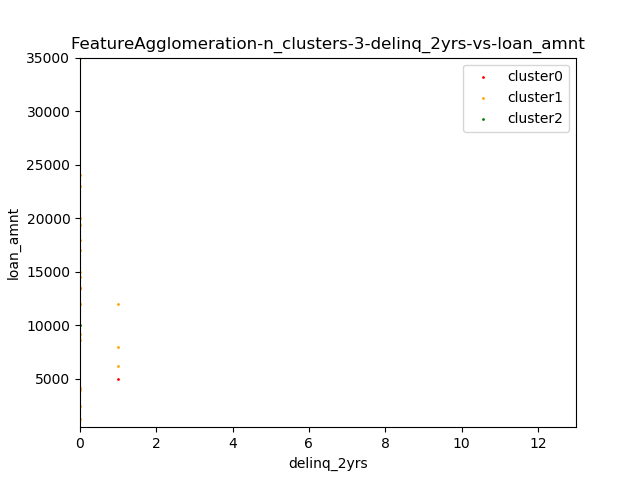 FeatureAgglomeration-n_clusters-3-delinq_2yrs-vs-loan_amnt
35000
30000
25000
20000
15000
10000
5000
loan_amnt
cluster0
cluster1
cluster2
0 2 4 6 8 10 12
delinq_2yrs